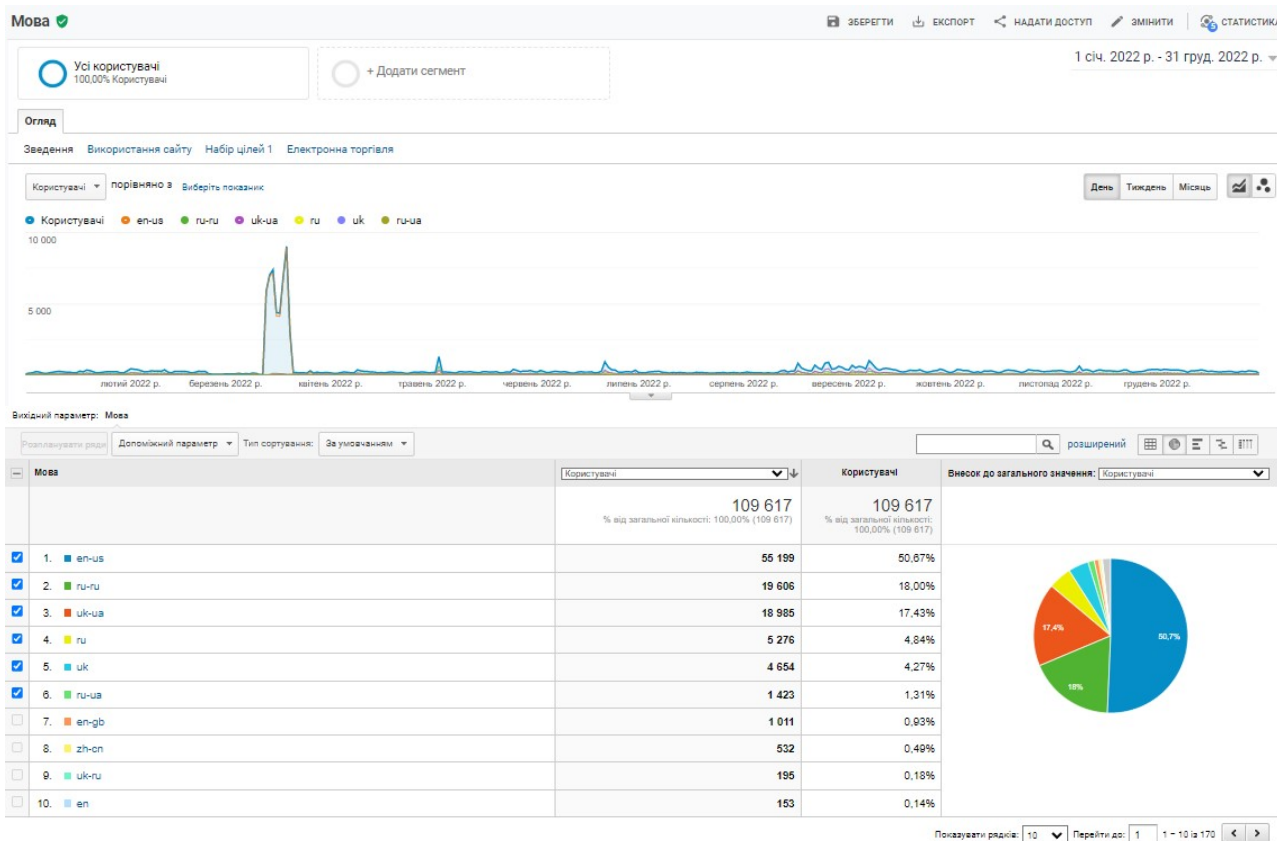 Мова
ЗБЕРЕГТИ ЕКСПОРТ НАДАТИ ДОСТУП ЗМІНИТИ СТАТИСТИКА
Усі користувачі
100,00% Користувачі
+ Додати сегмент
1 січ. 2022 р. - 31 груд. 2022 р.
Огляд
Зведення Використання сайту Набір цілей 1 Електронна торгівля
Користувачі порівняно з Виберіть показник
День Тиждень Місяць
Користувачі en-us ru-ru uk-ua ru uk ru-ua
10 000
5 000
лютий 2022 р. березень 2022 р. квітень 2022 р. травень 2022 р. червень 2022 р. липень 2022 р. серпень 2022 р. вересень 2022 р. жовтень 2022 р. листопад 2022 р. грудень 2022 р.
Вихідний параметр: Мова
Розпланувати рядки Допоміжний параметр Тип сортування: За умовчанням розширений
Мова Користувачі Користувачі Внесок до загального значення: Користувачі
109 617 109 617
% від загальної кількості: 100,00% (109 617) % від загальної кількості:
100,00% (109 617)
1. en-us 55 199 50,67%
2. ru-ru 19 606 18,00%
3. uk-ua 18 985 17,43%
4. ru 5 276 4,84%
5. uk 4 654 4,27%
6. ru-ua 1 423 1,31%
7. en-gb 1 011 0,93%
8. zh-cn 532 0,49%
9. uk-ru 195 0,18%
10. en 153 0,14%
17,4% 50,7%
18%
Показувати рядків: 10 Перейти до: 1 1 – 10 із 170